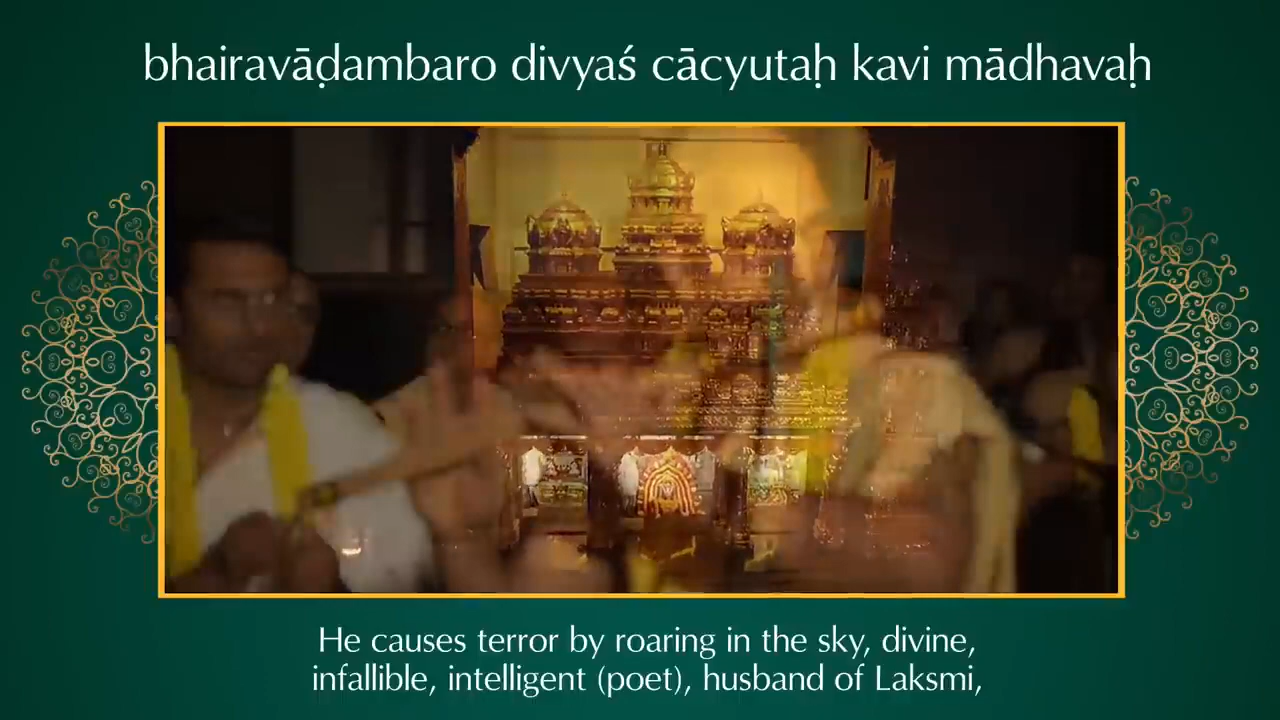 bhairavāḍambaro divyaś cācyutaḥ kavi mādhavaḥ
He causes terror by roaring in the sky, divine,
infallible, intelligent (poet), husband of Laksmi,